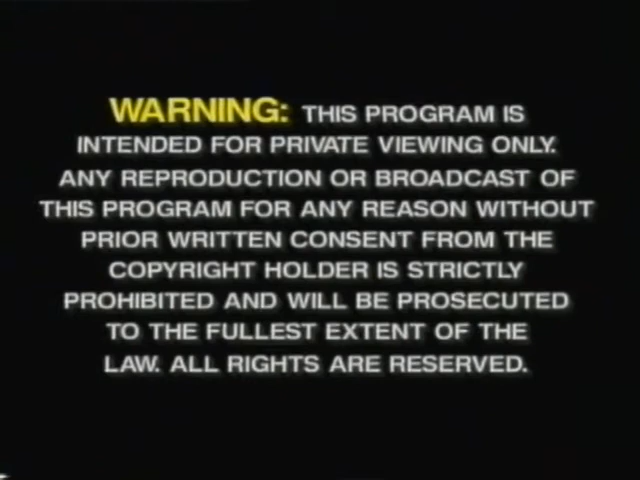 WARNING: THIS PROGRAM IS
INTENDED FOR PRIVATE VIEWING ONLY.
ANY REPRODUCTION OR BROADCAST OF
THIS PROGRAM FOR ANY REASON WITHOUT
PRIOR WRITTEN CONSENT FROM THE
COPYRIGHT HOLDER IS STRICTLY
PROHIBITED AND WILL BE PROSECUTED
TO THE FULLEST EXTENT OF THE
LAW. ALL RIGHTS ARE RESERVED.